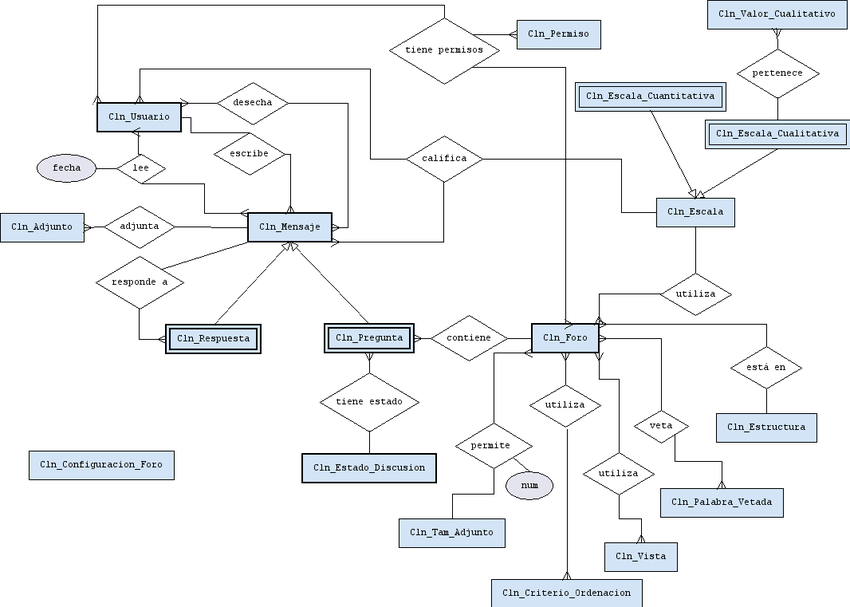 Cln_Valor_Cualitativo
Cln_Permiso
tiene permisos
pertenece
Cln_Escala_Cuantitativa
desecha
Cln_Usuario
Cln_Escala_Cualitativa
escribe
califica
fecha
lee
Cln_Escala
Cln_Adjunto
adjunta
Cln_Mensaje
responde a
utiliza
Cln_Respuesta
Cln_Pregunta
contiene
Cln_Foro
está en
tiene estado
utiliza
veta
Cln_Estructura
permite
Cln_Configuracion_Foro
Cln_Estado_Discusion
utiliza
num
Cln_Palabra_Vetada
Cln_Tam_Adjunto
Cln_Vista
Cln_Criterio_Ordenacion